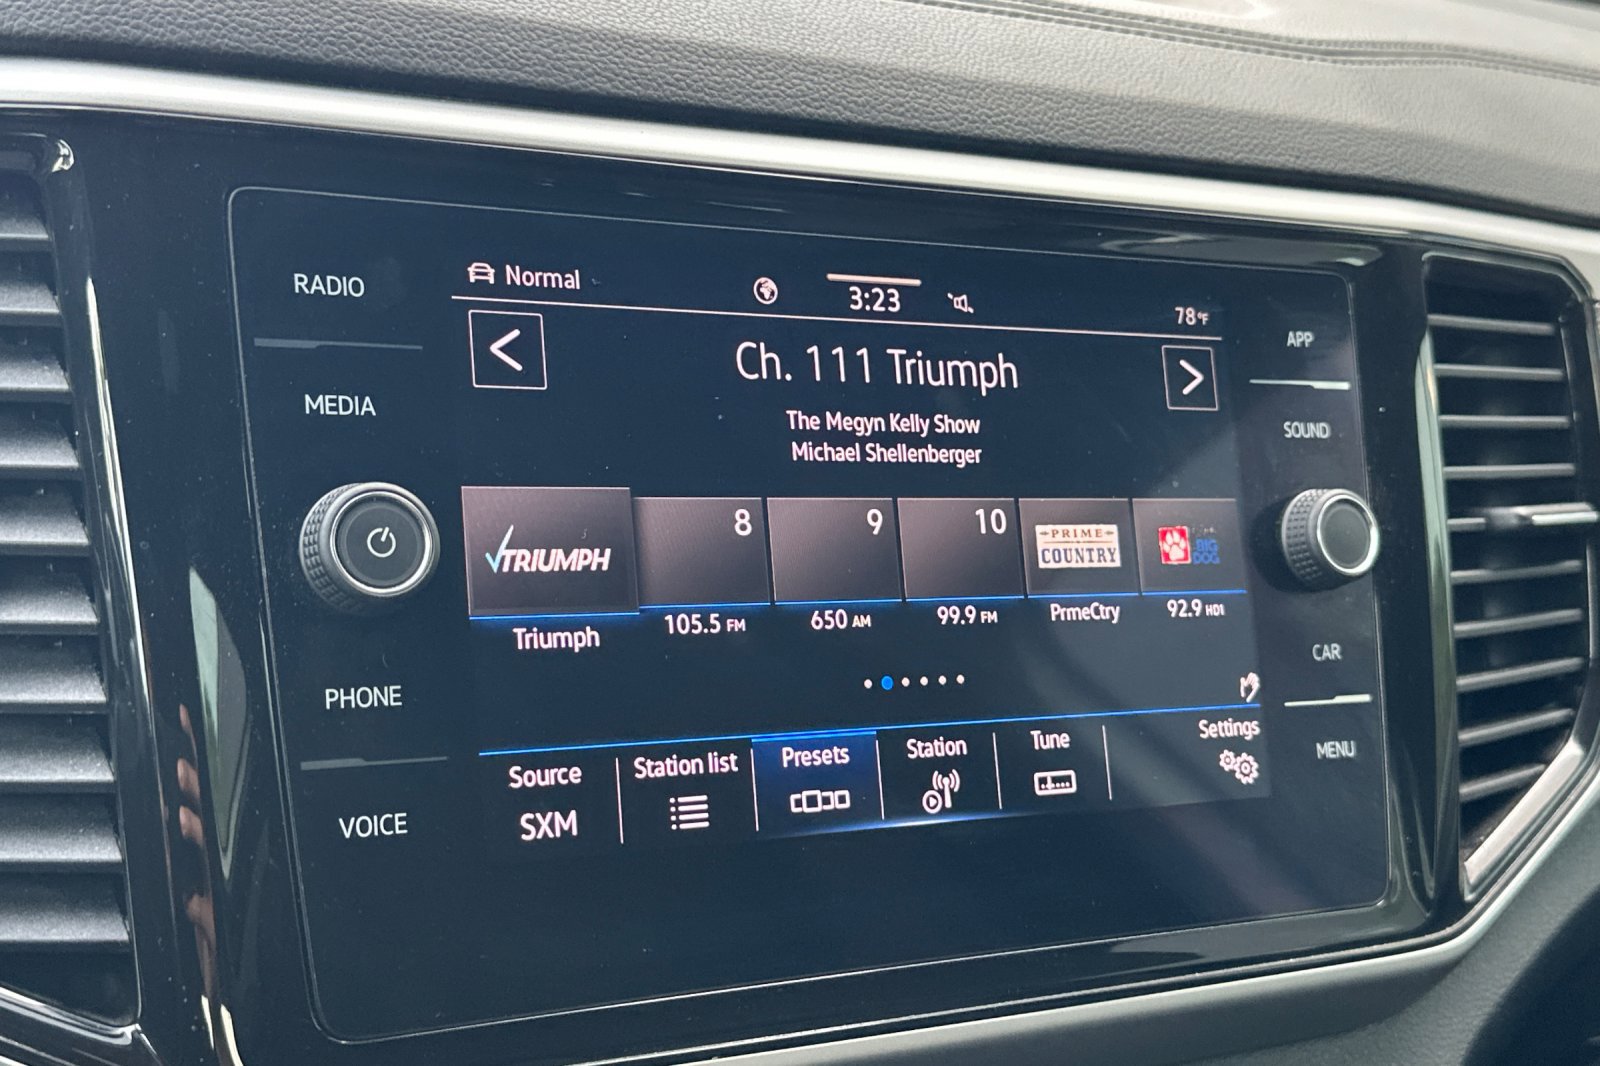 RADIO
MEDIA
PHONE
VOICE
Normal
3:23
78°F
Ch. 111 Triumph
The Megyn Kelly Show
Michael Shellenberger
TRIUMPH
8
9
10
PRIME
COUNTRY
BIG
DOG
Triumph
105.5 FM
650 AM
99.9 FM
PrmeCtry
92.9 HD1
Source
SXM
Station list
Presets
Station
Tune
Settings
APP
SOUND
CAR
MENU